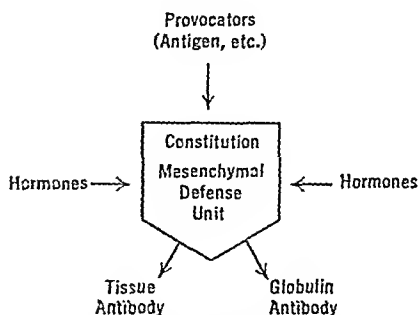 Provocators
(Antigen, etc.)
Constitution
Mesenchymal
Defense
Unit
Hormones
Hormones
Tissue
Antibody
Globulin
Antibody